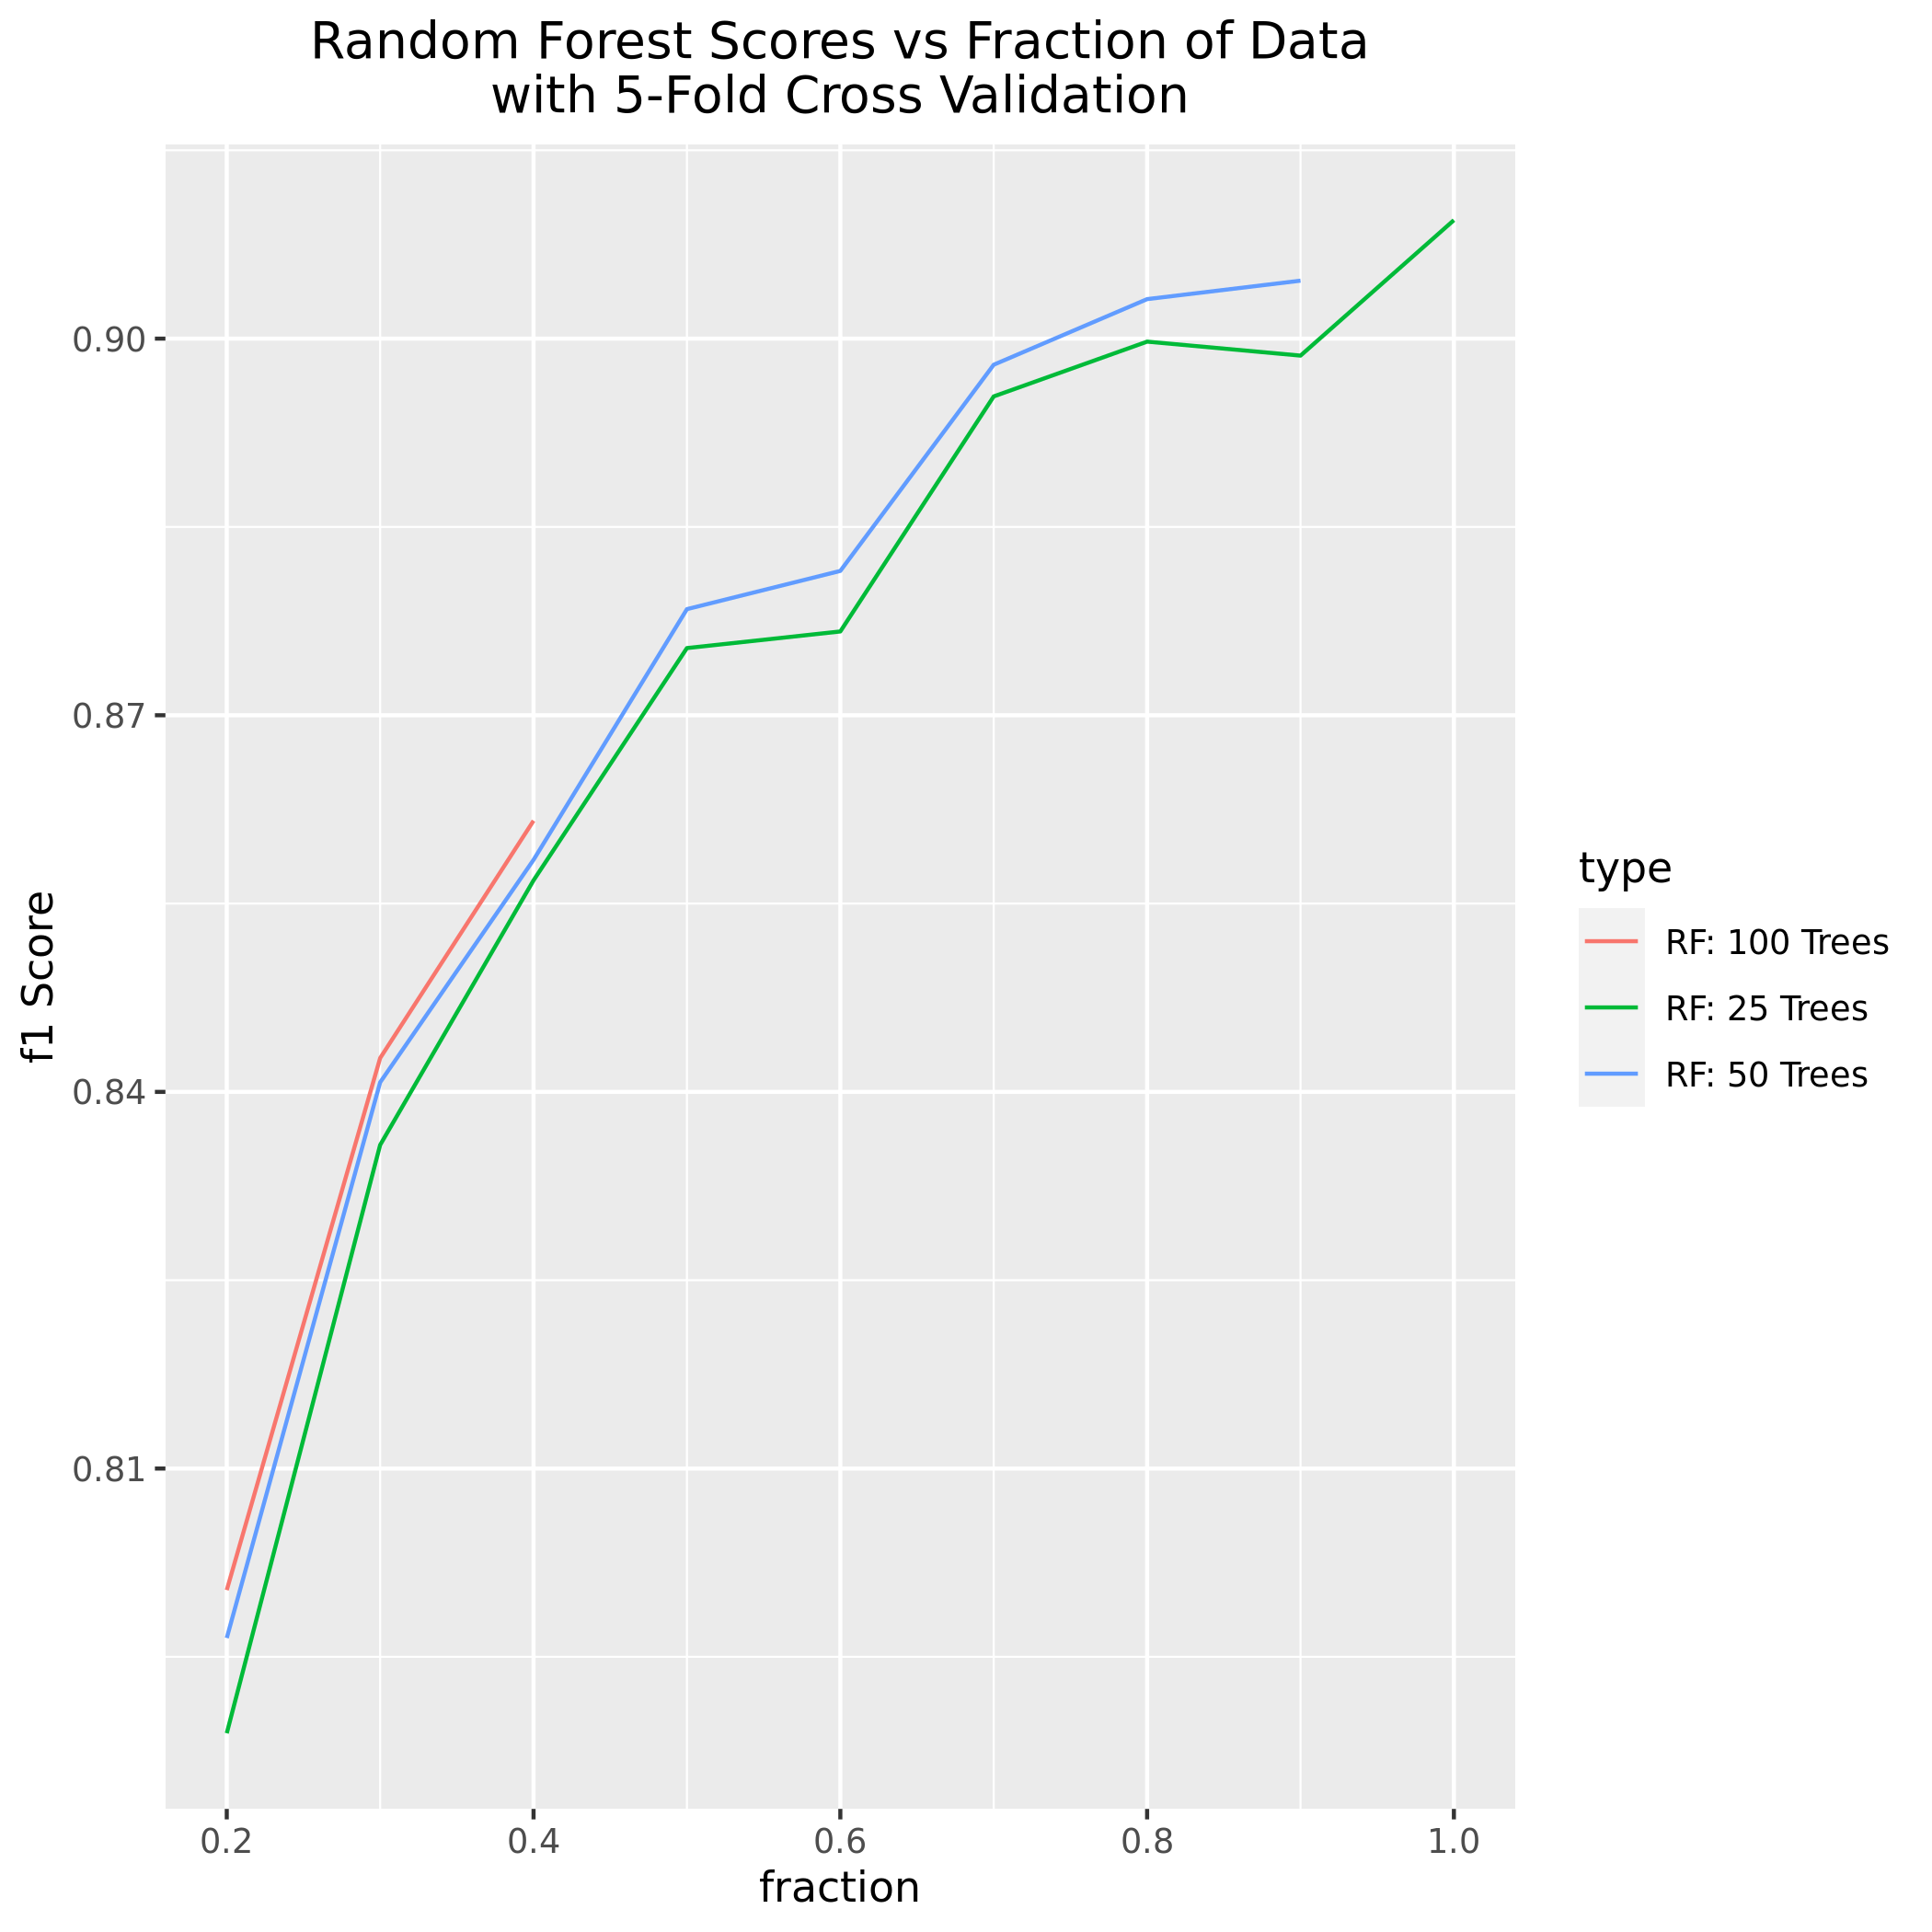 Random Forest Scores vs Fraction of Data
with 5-Fold Cross Validation
f1 Score
0.90
0.87
0.84
0.81
0.2 0.4 0.6 0.8 1.0
fraction
type
RF: 100 Trees
RF: 25 Trees
RF: 50 Trees